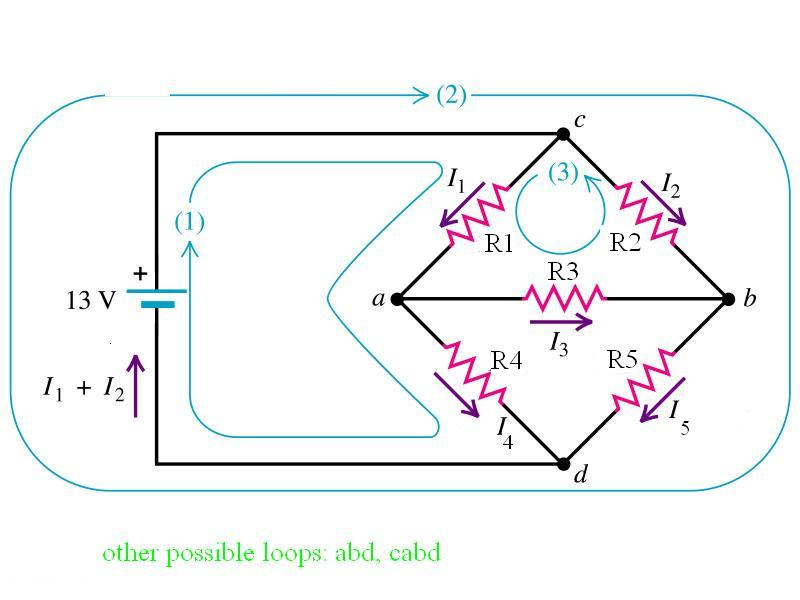 (2)
c
I1
(3)
I2
(1)
R1
R2
+
R3
13 V
a
b
I3
R4
R5
I1 + I2
I4
I5
d
other possible loops: abd, cabd